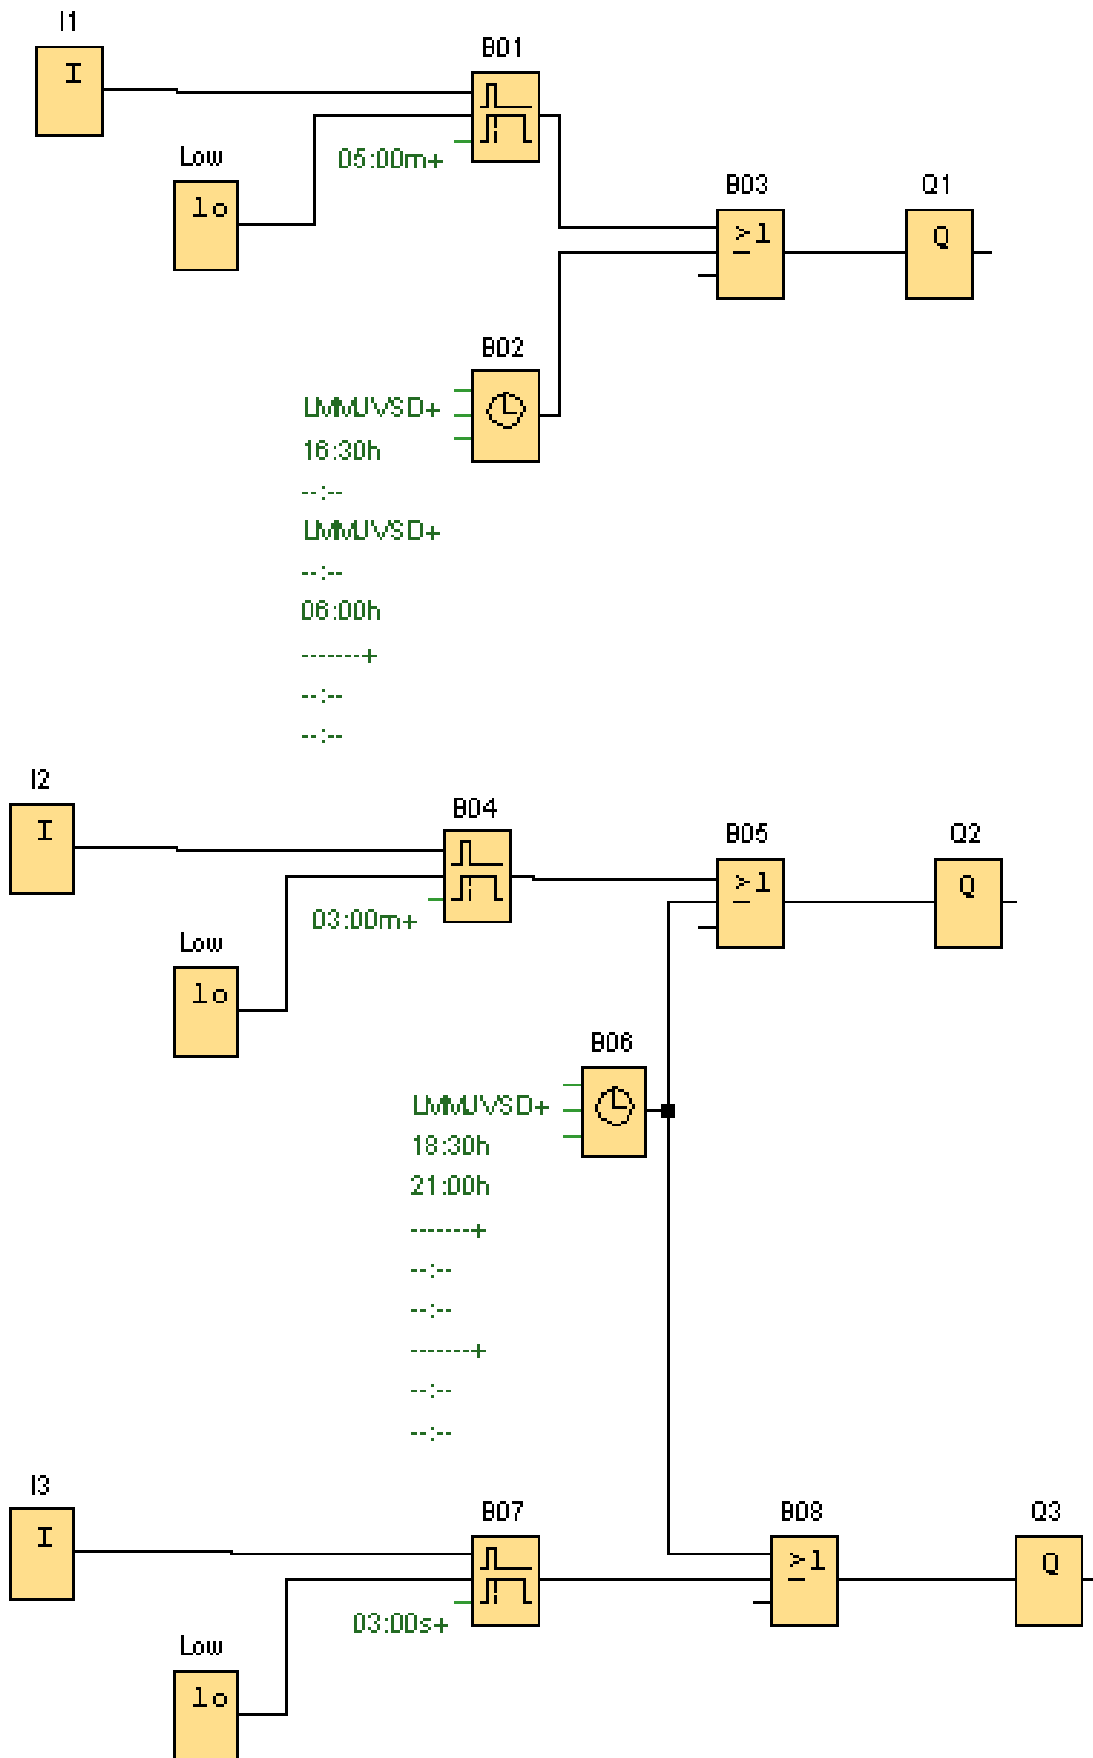 I1
I
B01
05:00m+
Low
lo
B03
≥1
Q1
Q
B02
LMMJVSD+
16:30h
--:--
LMMJVSD+
--:--
06:00h
-------+
--:--
--:--
I2
I
B04
03:00m+
Low
lo
B05
≥1
Q2
Q
B06
LMMJVSD+
18:30h
21:00h
-------+
--:--
--:--
-------+
--:--
--:--
I3
I
B07
03:00s+
Low
lo
B08
≥1
Q3
Q